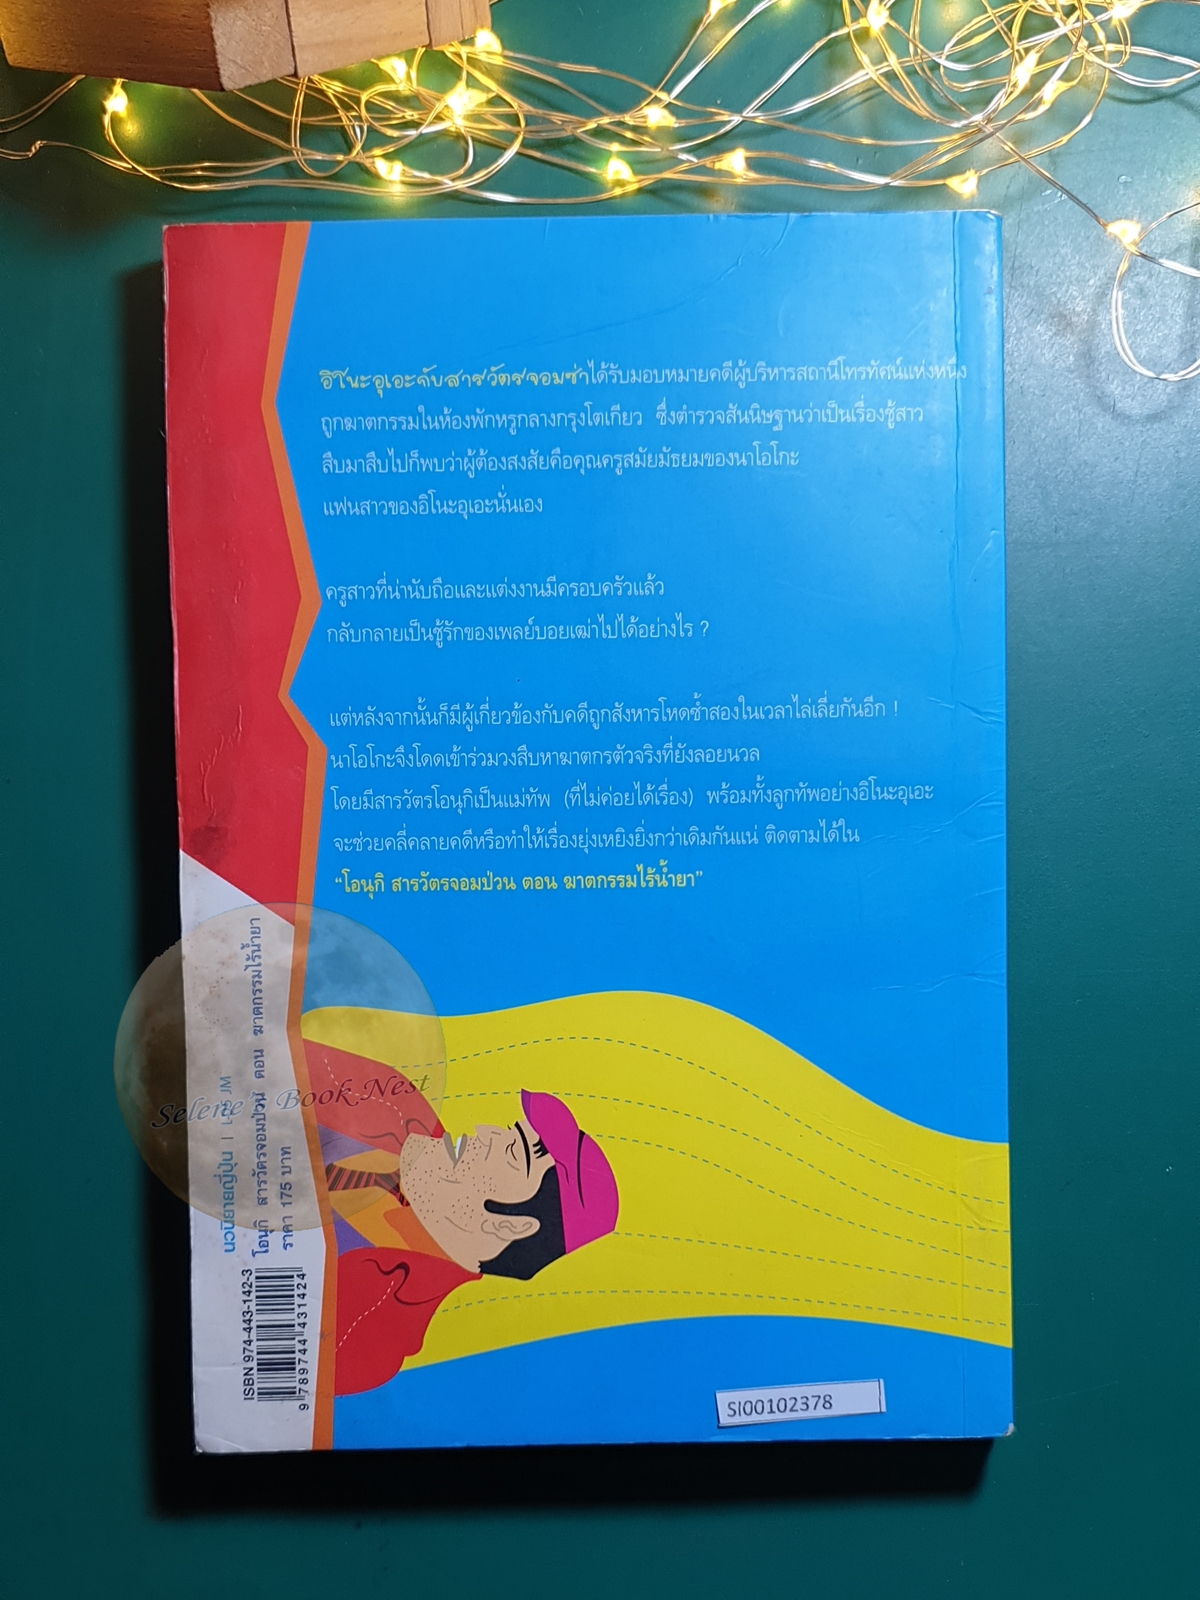 อิโนะอุเอะกับสารวัตรจอมซ่าได้รับมอบหมายคดีผู้บริหารสถานีโทรทัศน์แห่งหนึ่ง
ถูกฆาตกรรมในห้องพักหรูกลางกรุงโตเกียว ซึ่งตำรวจสันนิษฐานว่าเป็นเรื่องชู้สาว
สืบมาสืบไปก็พบว่าผู้ต้องสงสัยคือคุณครูสมัยมัธยมของนาโอโกะ
แฟนสาวของอิโนะอุเอะนั่นเอง
ครูสาวที่น่านับถือและแต่งงานมีครอบครัวแล้ว
กลับกลายเป็นชู้รักของเพลย์บอยเฒ่าไปได้อย่างไร ?
แต่หลังจากนั้นก็มีผู้เกี่ยวข้องกับคดีถูกสังหารโหดซ้ำสองในเวลาไล่เลี่ยกันอีก !
นาโอโกะจึงโดดเข้าร่วมวงสืบหาฆาตกรตัวจริงที่ยังลอยนวล
โดยมีสารวัตรโอนุกิเป็นแม่ทัพ (ที่ไม่ค่อยได้เรื่อง) พร้อมทั้งลูกทัพอย่างอิโนะอุเอะ
จะช่วยคลี่คลายคดีหรือทำให้เรื่องยุ่งเหยิงยิ่งกว่าเดิมกันแน่ ติดตามได้ใน
“โอนุกิ สารวัตรจอมป่วน ตอน ฆาตกรรมไร้น้ำยา”
นวนิยายญี่ปุ่น | JM
โอนุกิ สารวัตรจอมป่วน ตอน ฆาตกรรมไร้น้ำยา
ราคา 175 บาท
ISBN 974-443-142-3
9 789744 431424
Selene's Book Nest
SI00102378